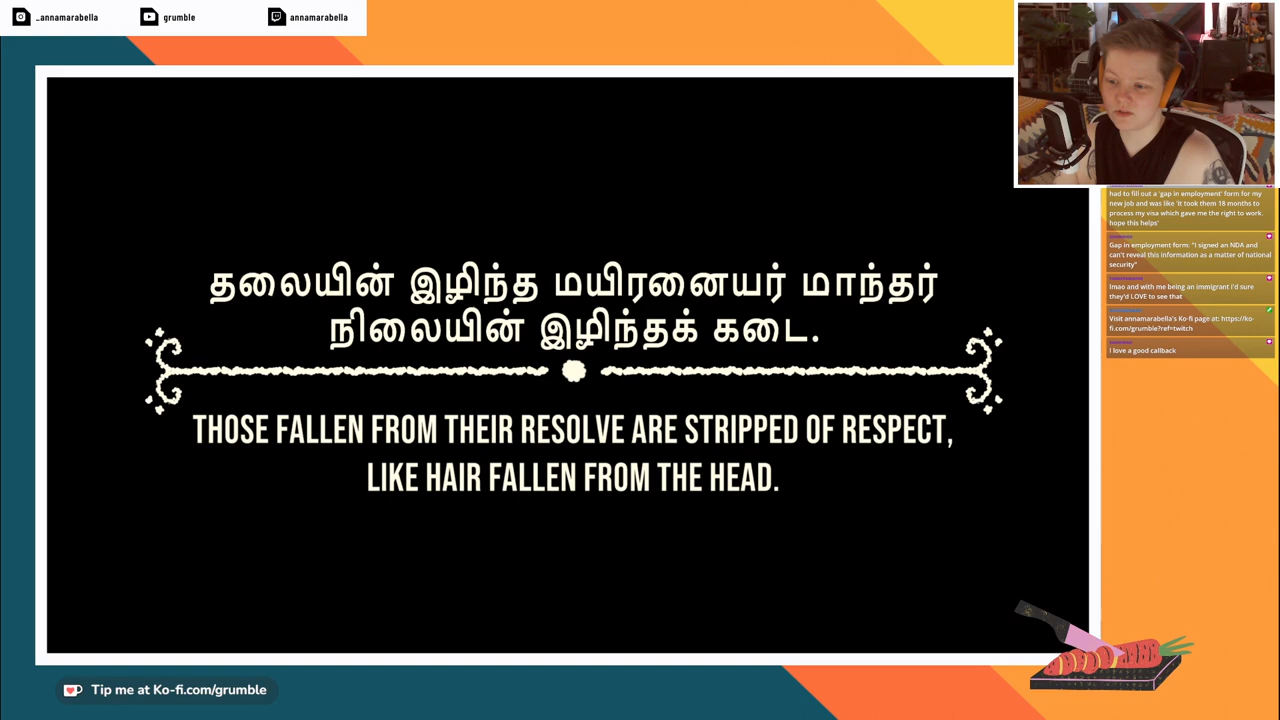 _annamarabella
grumble
annamarabella
தலையின் இழிந்த மயிரனையர் மாந்தர்
நிலையின் இழிந்தக் கடை.
THOSE FALLEN FROM THEIR RESOLVE ARE STRIPPED OF RESPECT,
LIKE HAIR FALLEN FROM THE HEAD.
had to fill out a 'gap in employment' form for my
new job and was like 'it took them 18 months to
process my visa which gave me the right to work.
hope this helps'
Gap in employment form: "I signed an NDA and
can't reveal this information as a matter of national
security"
lmao and with me being an immigrant i'd sure
they'd LOVE to see that
Visit annamarabella's Ko-fi page at: https://ko-
fi.com/grumble?ref=twitch
I love a good callback
Tip me at Ko-fi.com/grumble